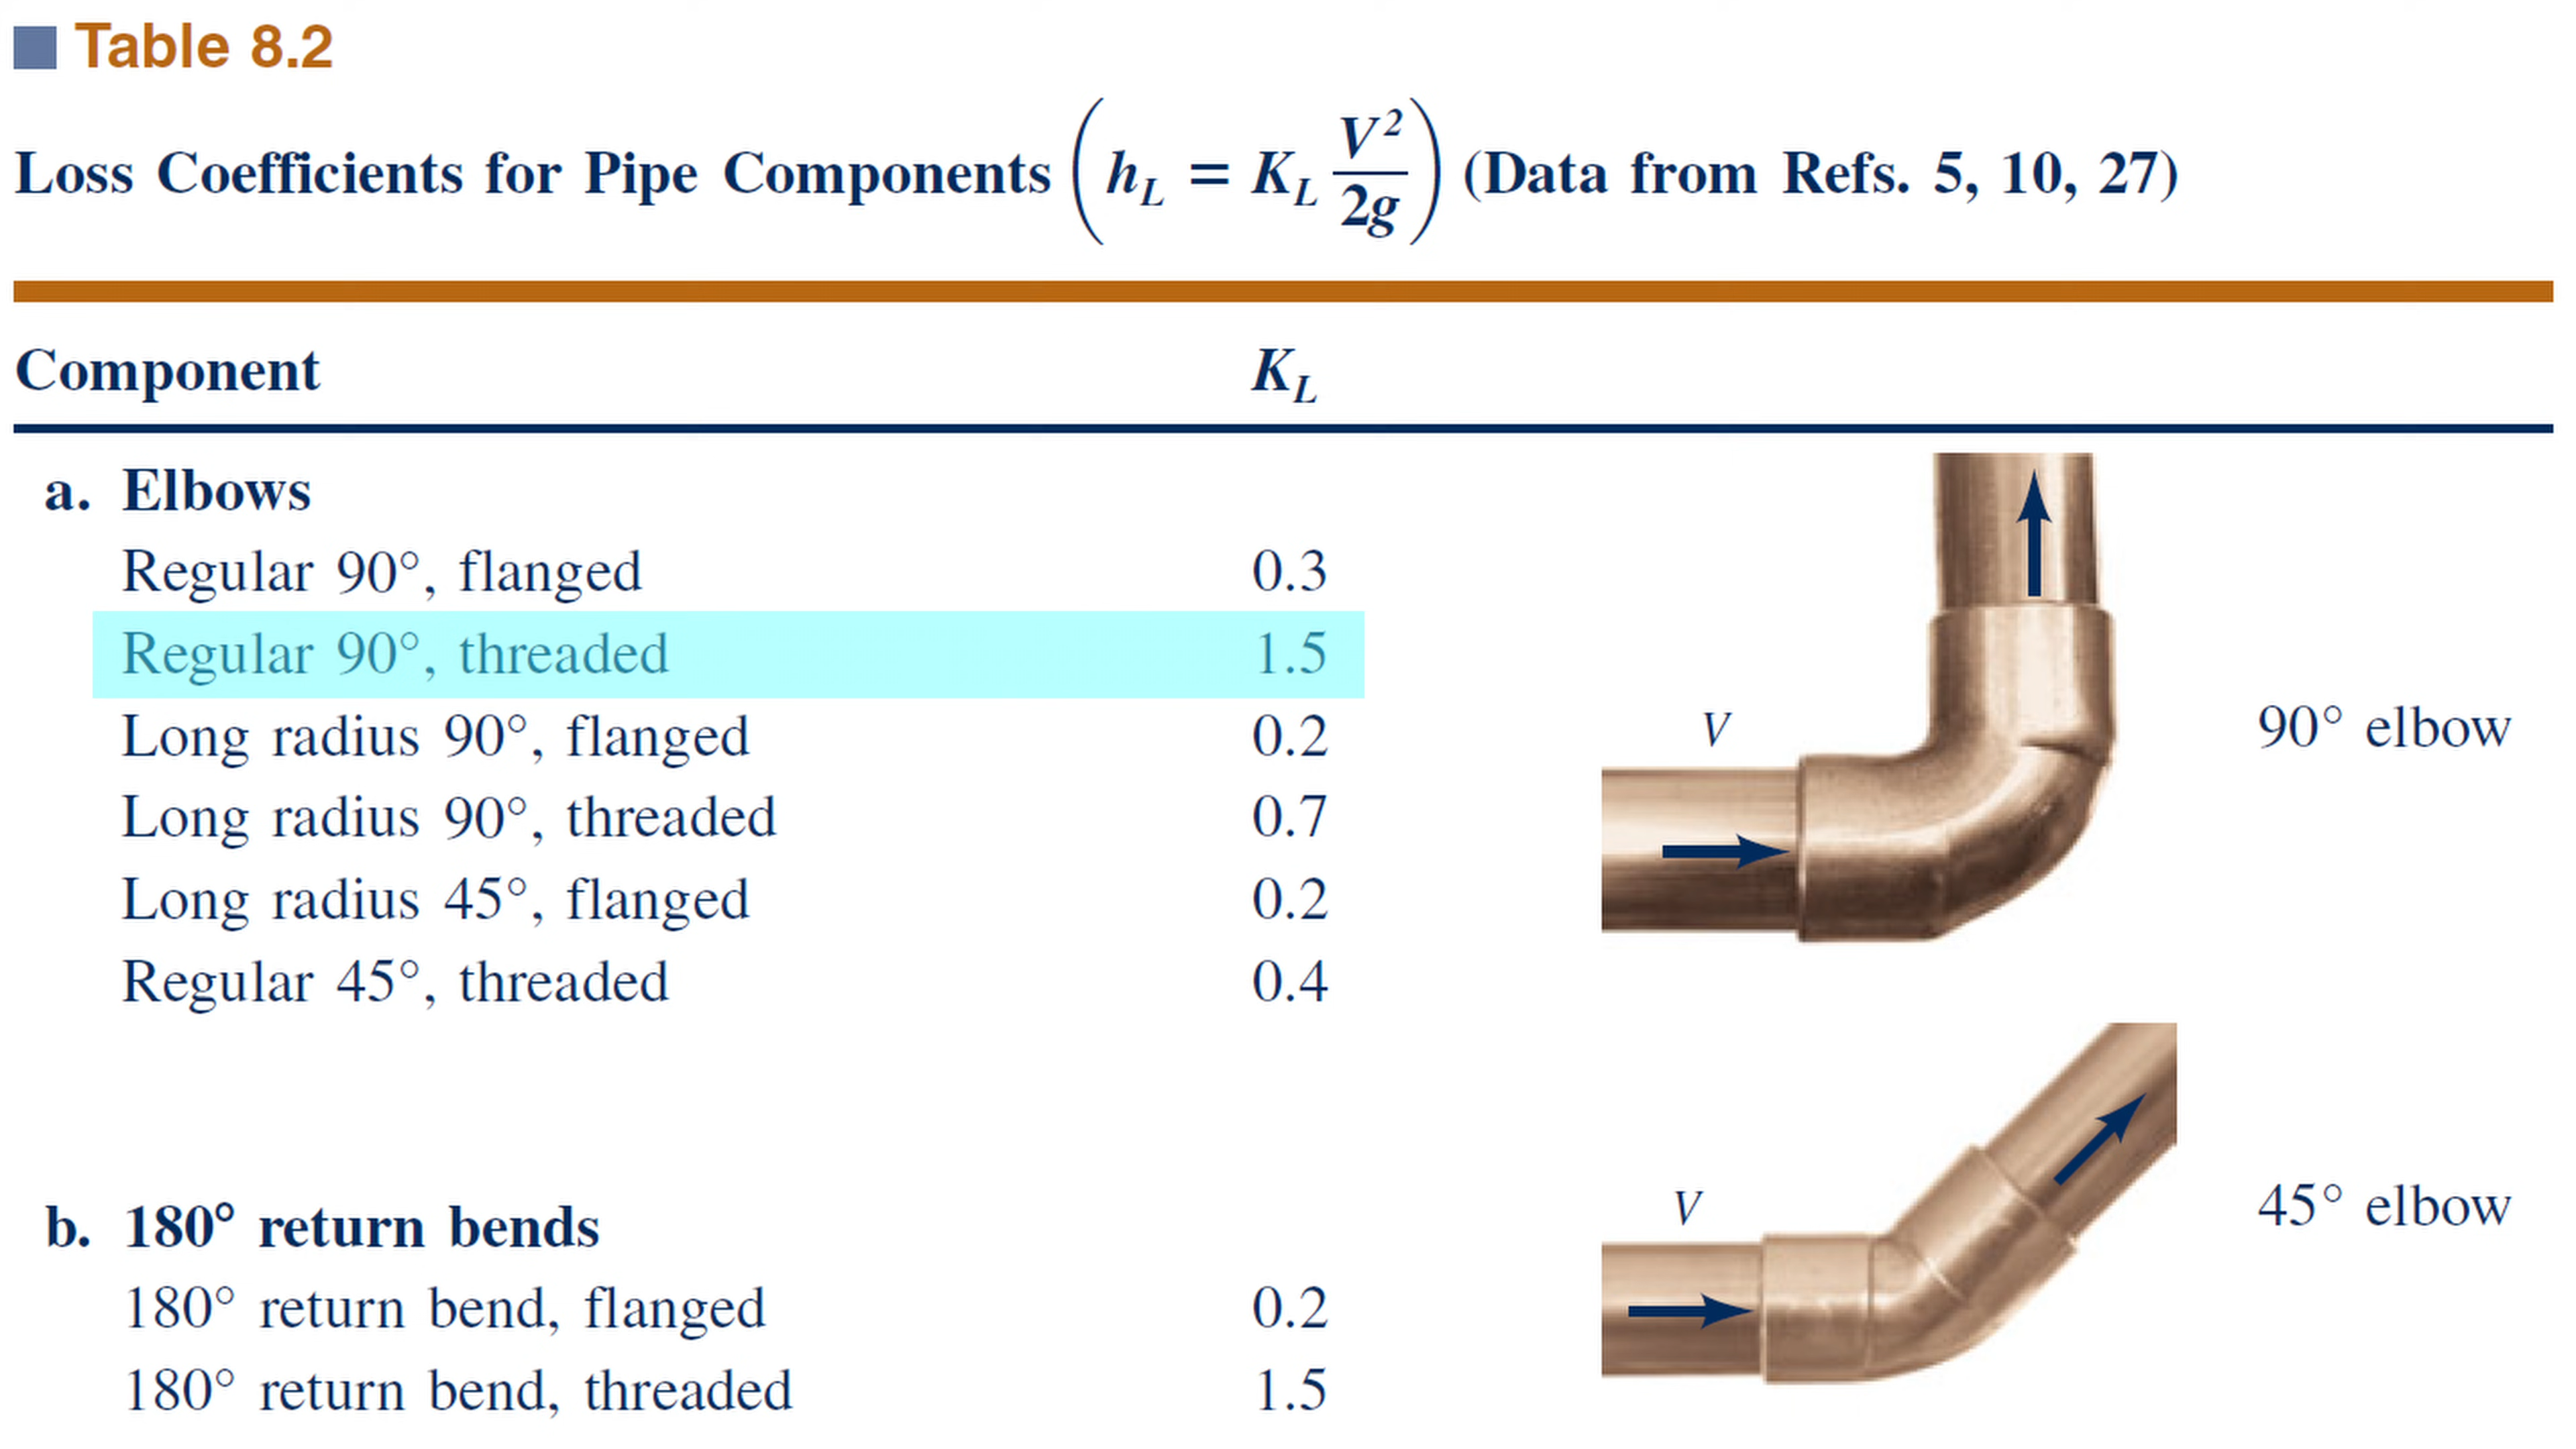 Table 8.2
Loss Coefficients for Pipe Components (h_L = K_L V²/2g) (Data from Refs. 5, 10, 27)
Component K_L
a. Elbows
Regular 90°, flanged 0.3
Regular 90°, threaded 1.5
Long radius 90°, flanged 0.2
Long radius 90°, threaded 0.7
Long radius 45°, flanged 0.2
Regular 45°, threaded 0.4
V
90° elbow
b. 180° return bends
180° return bend, flanged 0.2
180° return bend, threaded 1.5
V
45° elbow